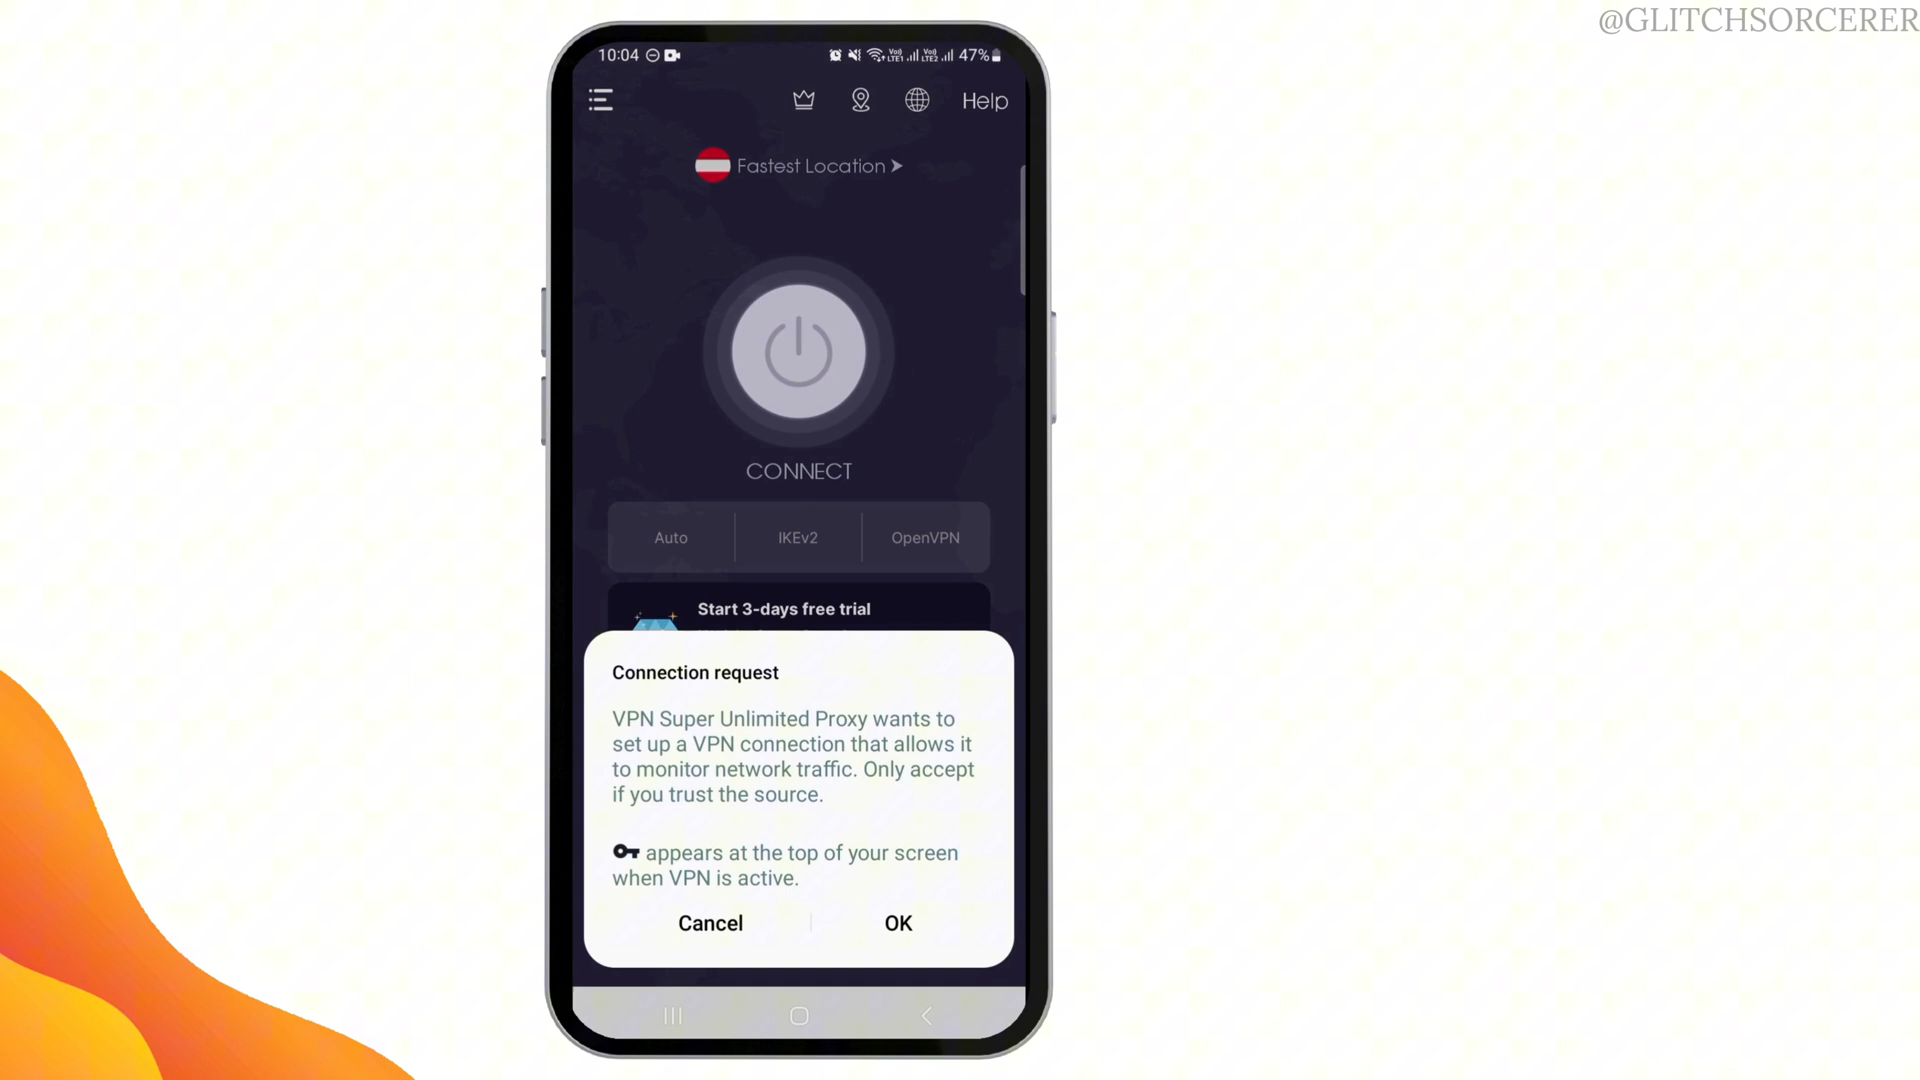 @GLITCHSORCERER
10:04
47%
Help
Fastest Location
CONNECT
Auto
IKEv2
OpenVPN
Start 3-days free trial
Connection request
VPN Super Unlimited Proxy wants to
set up a VPN connection that allows it
to monitor network traffic. Only accept
if you trust the source.
appears at the top of your screen
when VPN is active.
Cancel
OK